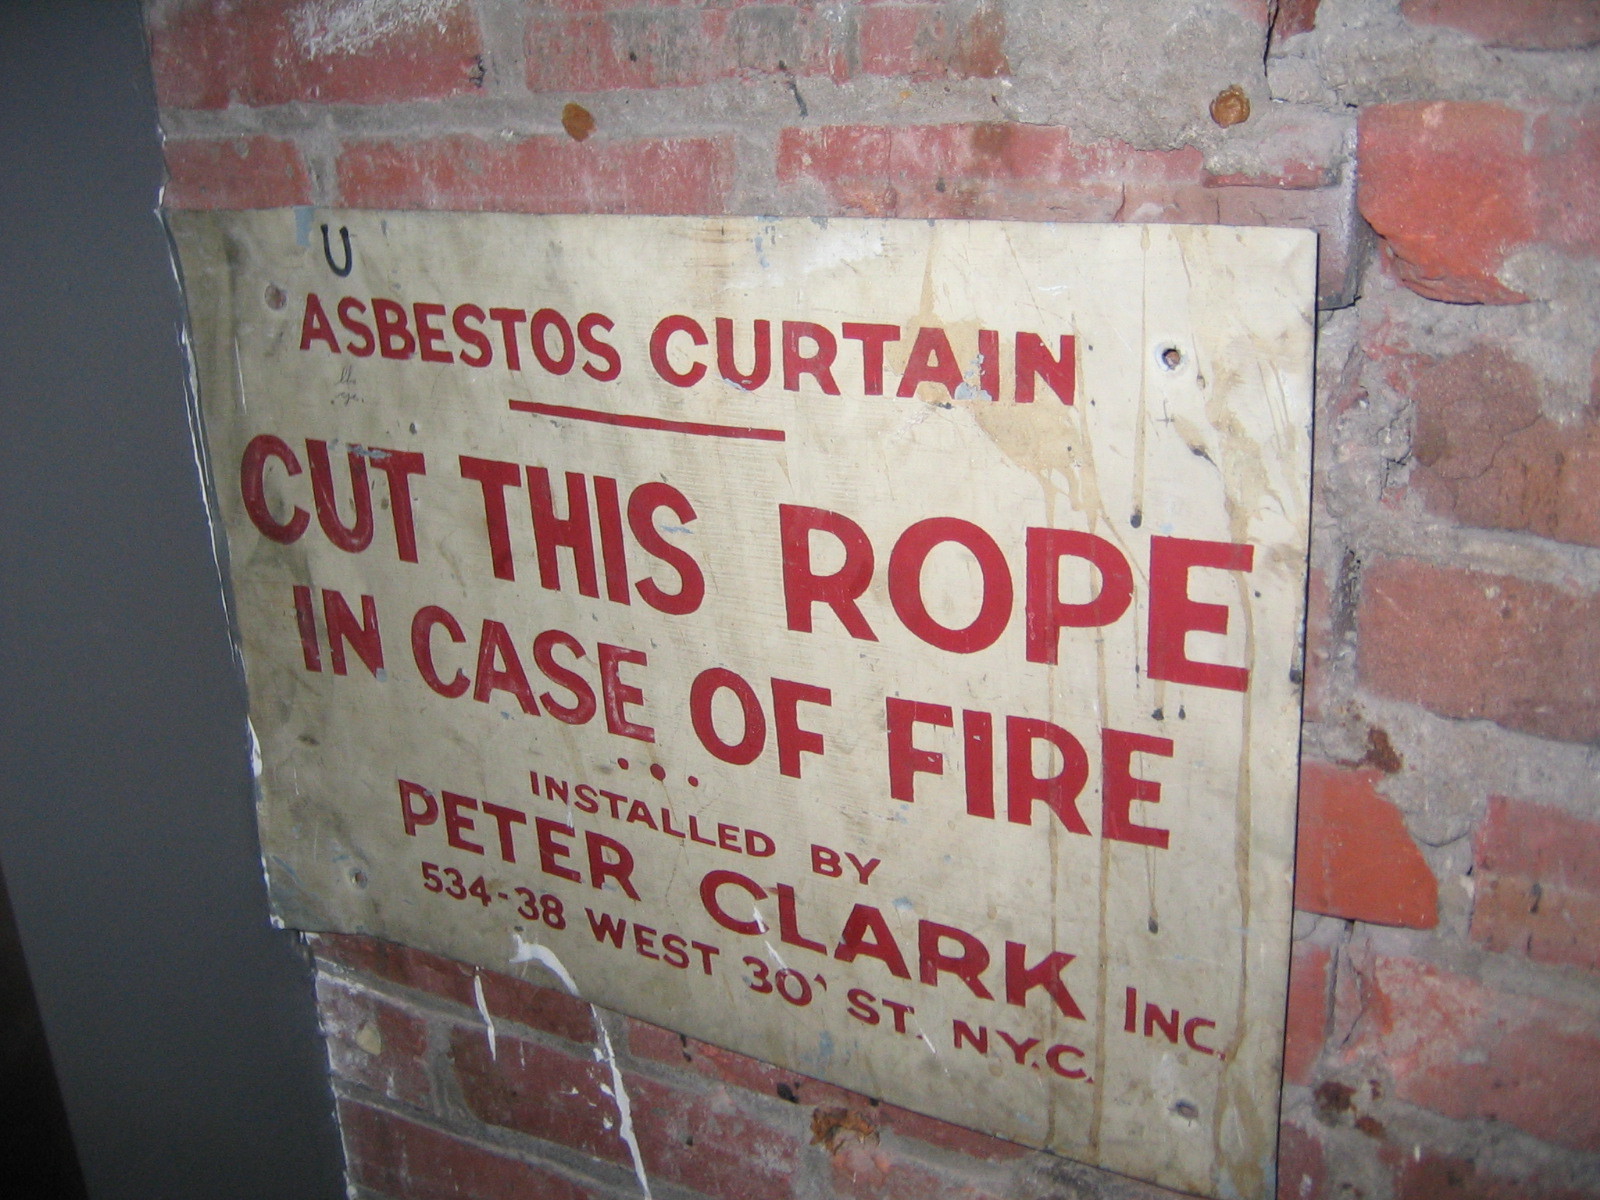 U
ASBESTOS CURTAIN
CUT THIS ROPE
IN CASE OF FIRE
...
INSTALLED BY
PETER CLARK INC.
534-38 WEST 30' ST. N.Y.C.